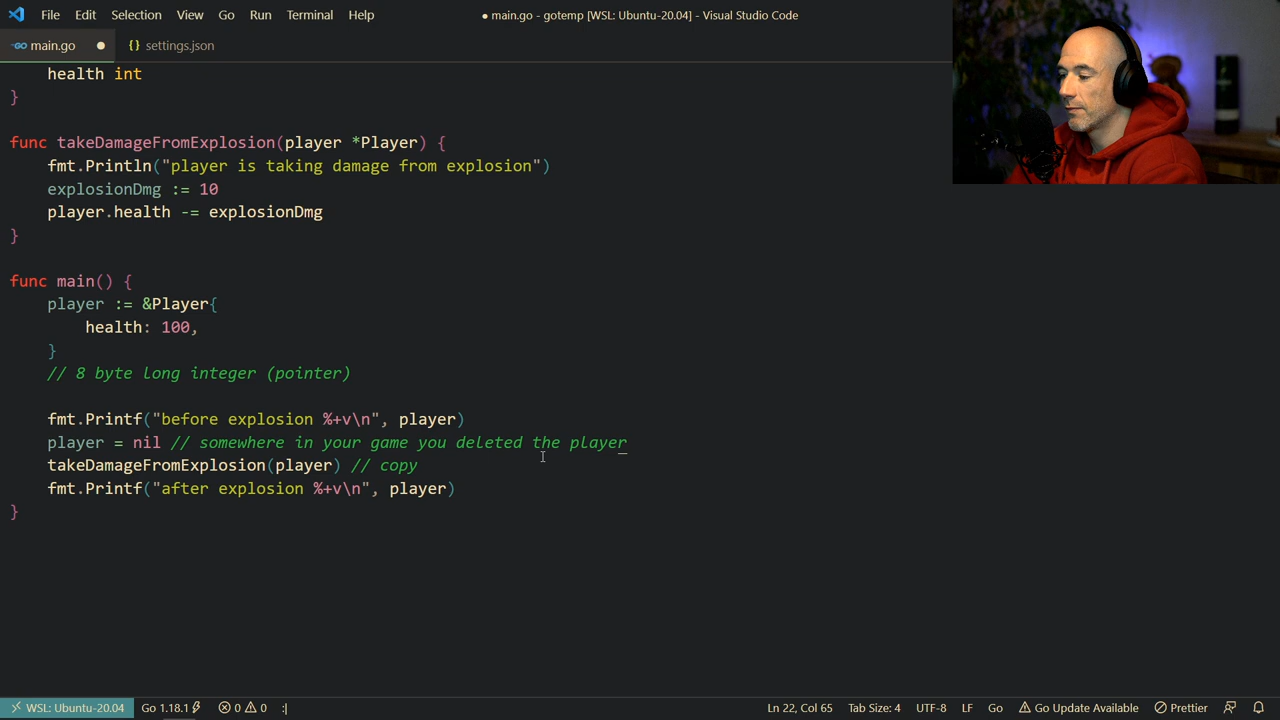 File Edit Selection View Go Run Terminal Help
● main.go - gotemp [WSL: Ubuntu-20.04] - Visual Studio Code
GO main.go ●
{} settings.json
health int
}
func takeDamageFromExplosion(player *Player) {
fmt.Println("player is taking damage from explosion")
explosionDmg := 10
player.health -= explosionDmg
}
func main() {
player := &Player{
health: 100,
}
// 8 byte long integer (pointer)
fmt.Printf("before explosion %+v\n", player)
player = nil // somewhere in your game you deleted the player
takeDamageFromExplosion(player) // copy
fmt.Printf("after explosion %+v\n", player)
}
WSL: Ubuntu-20.04 Go 1.18.1 0 0 :| Ln 22, Col 65 Tab Size: 4 UTF-8 LF Go Go Update Available Prettier